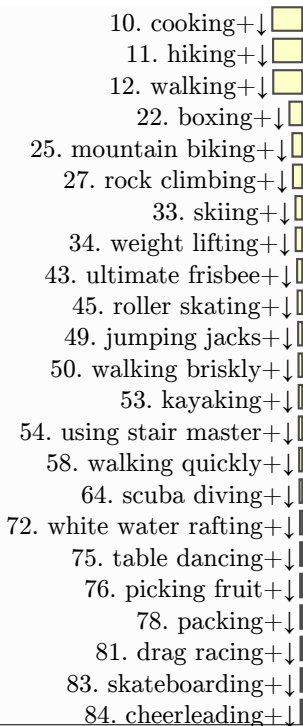 10. cooking+↓
11. hiking+↓
12. walking+↓
22. boxing+↓
25. mountain biking+↓
27. rock climbing+↓
33. skiing+↓
34. weight lifting+↓
43. ultimate frisbee+↓
45. roller skating+↓
49. jumping jacks+↓
50. walking briskly+↓
53. kayaking+↓
54. using stair master+↓
58. walking quickly+↓
64. scuba diving+↓
72. white water rafting+↓
75. table dancing+↓
76. picking fruit+↓
78. packing+↓
81. drag racing+↓
83. skateboarding+↓
84. cheerleading+↓